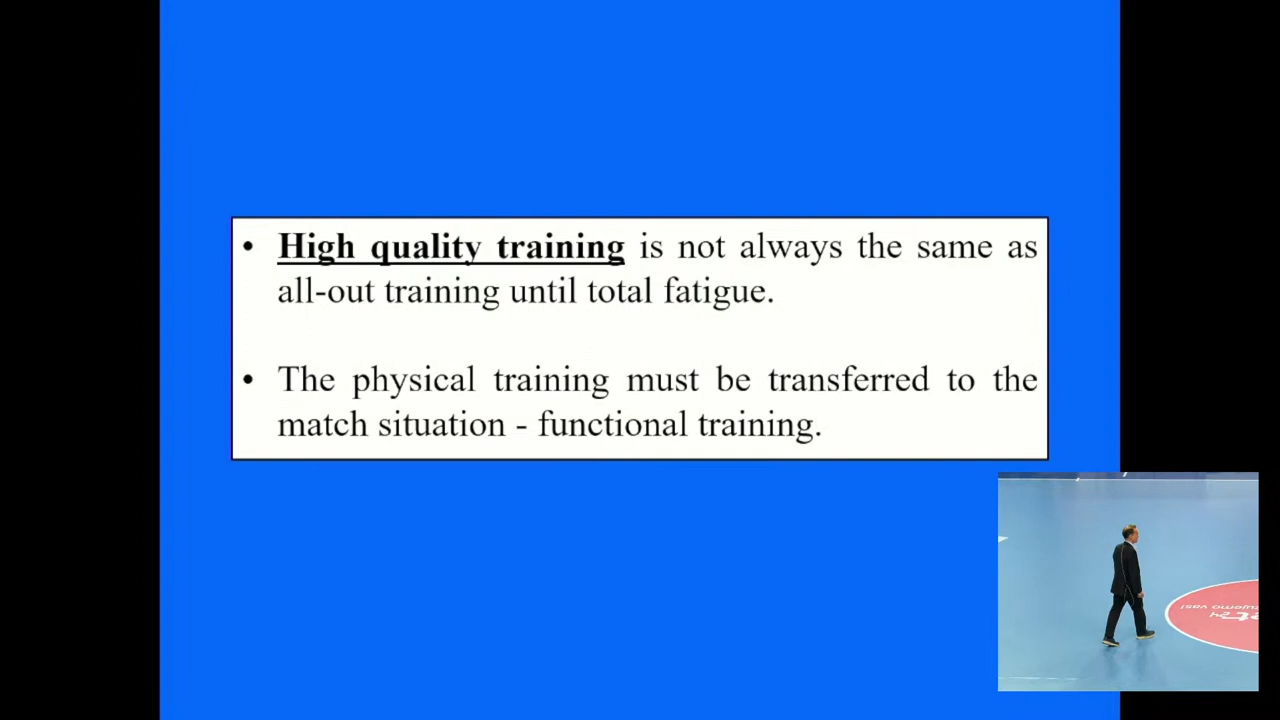 • High quality training is not always the same as
all-out training until total fatigue.
• The physical training must be transferred to the
match situation - functional training.